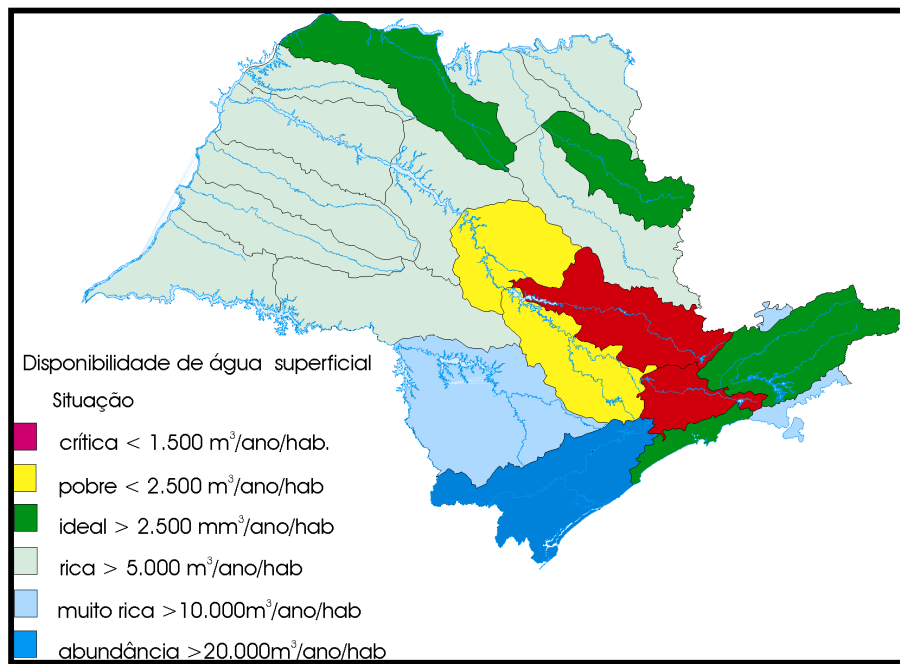 Disponibilidade de água superficial
Situação
crítica < 1.500 m³/ano/hab.
pobre < 2.500 m³/ano/hab
ideal > 2.500 mm³/ano/hab
rica > 5.000 m³/ano/hab
muito rica >10.000m³/ano/hab
abundância >20.000m³/ano/hab